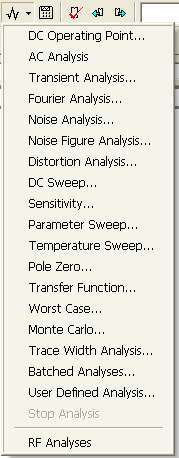 DC Operating Point...
AC Analysis
Transient Analysis...
Fourier Analysis...
Noise Analysis...
Noise Figure Analysis...
Distortion Analysis...
DC Sweep...
Sensitivity...
Parameter Sweep...
Temperature Sweep...
Pole Zero...
Transfer Function...
Worst Case...
Monte Carlo...
Trace Width Analysis...
Batched Analyses...
User Defined Analysis...
Stop Analysis
RF Analyses